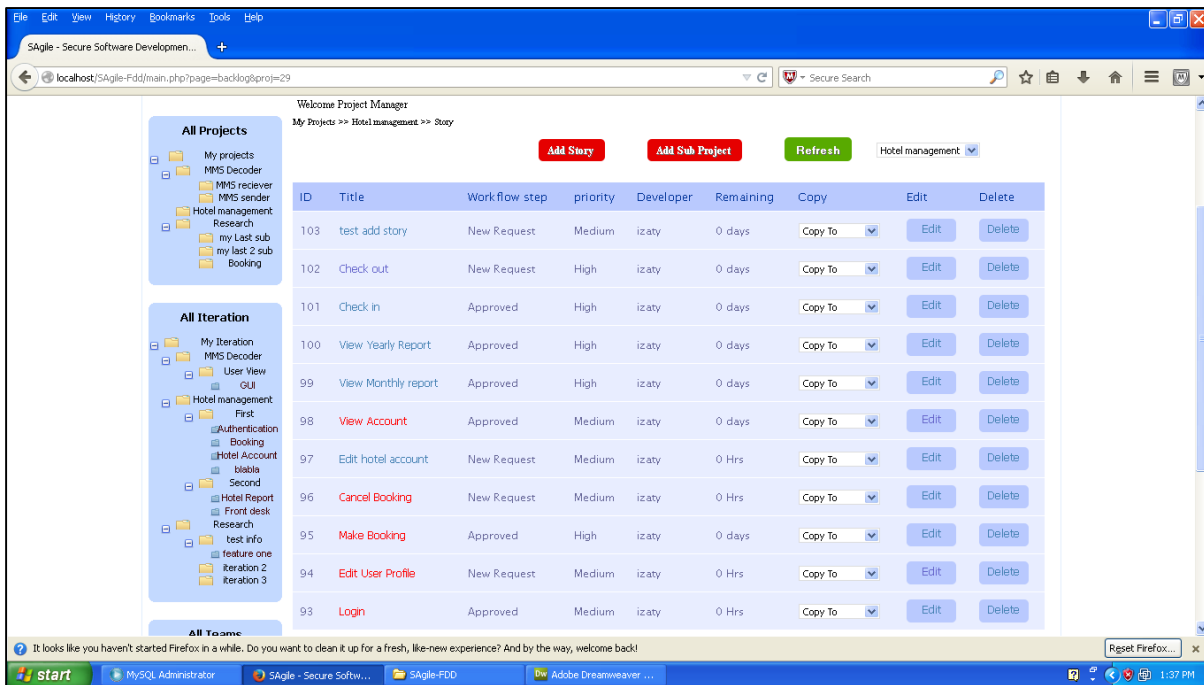 File Edit View History Bookmarks Tools Help
SAgile - Secure Software Developmen...
localhost/SAgile-Fdd/main.php?page=backlog&proj=29
Secure Search
Welcome Project Manager
My Projects >> Hotel management >> Story
Add Story Add Sub Project Refresh Hotel management
All Projects
My projects
MMS Decoder
MMS reciever
MMS sender
Hotel management
Research
my Last sub
my last 2 sub
Booking
All Iteration
My Iteration
MMS Decoder
User View
GUI
Hotel management
First
Authentication
Booking
Hotel Account
blabla
Second
Hotel Report
Front desk
Research
test info
feature one
iteration 2
iteration 3
All Teams
ID Title Workflow step priority Developer Remaining Copy Edit Delete
103 test add story New Request Medium izaty 0 days Copy To Edit Delete
102 Check out New Request High izaty 0 days Copy To Edit Delete
101 Check in Approved High izaty 0 days Copy To Edit Delete
100 View Yearly Report Approved High izaty 0 days Copy To Edit Delete
99 View Monthly report Approved High izaty 0 days Copy To Edit Delete
98 View Account Approved Medium izaty 0 days Copy To Edit Delete
97 Edit hotel account New Request Medium izaty 0 Hrs Copy To Edit Delete
96 Cancel Booking New Request Medium izaty 0 Hrs Copy To Edit Delete
95 Make Booking Approved High izaty 0 days Copy To Edit Delete
94 Edit User Profile New Request Medium izaty 0 Hrs Copy To Edit Delete
93 Login Approved Medium izaty 0 Hrs Copy To Edit Delete
It looks like you haven't started Firefox in a while. Do you want to clean it up for a fresh, like-new experience? And by the way, welcome back! Reset Firefox...
start MySQL Administrator SAgile - Secure Softw... SAgile-FDD Adobe Dreamweaver ... 1:37 PM